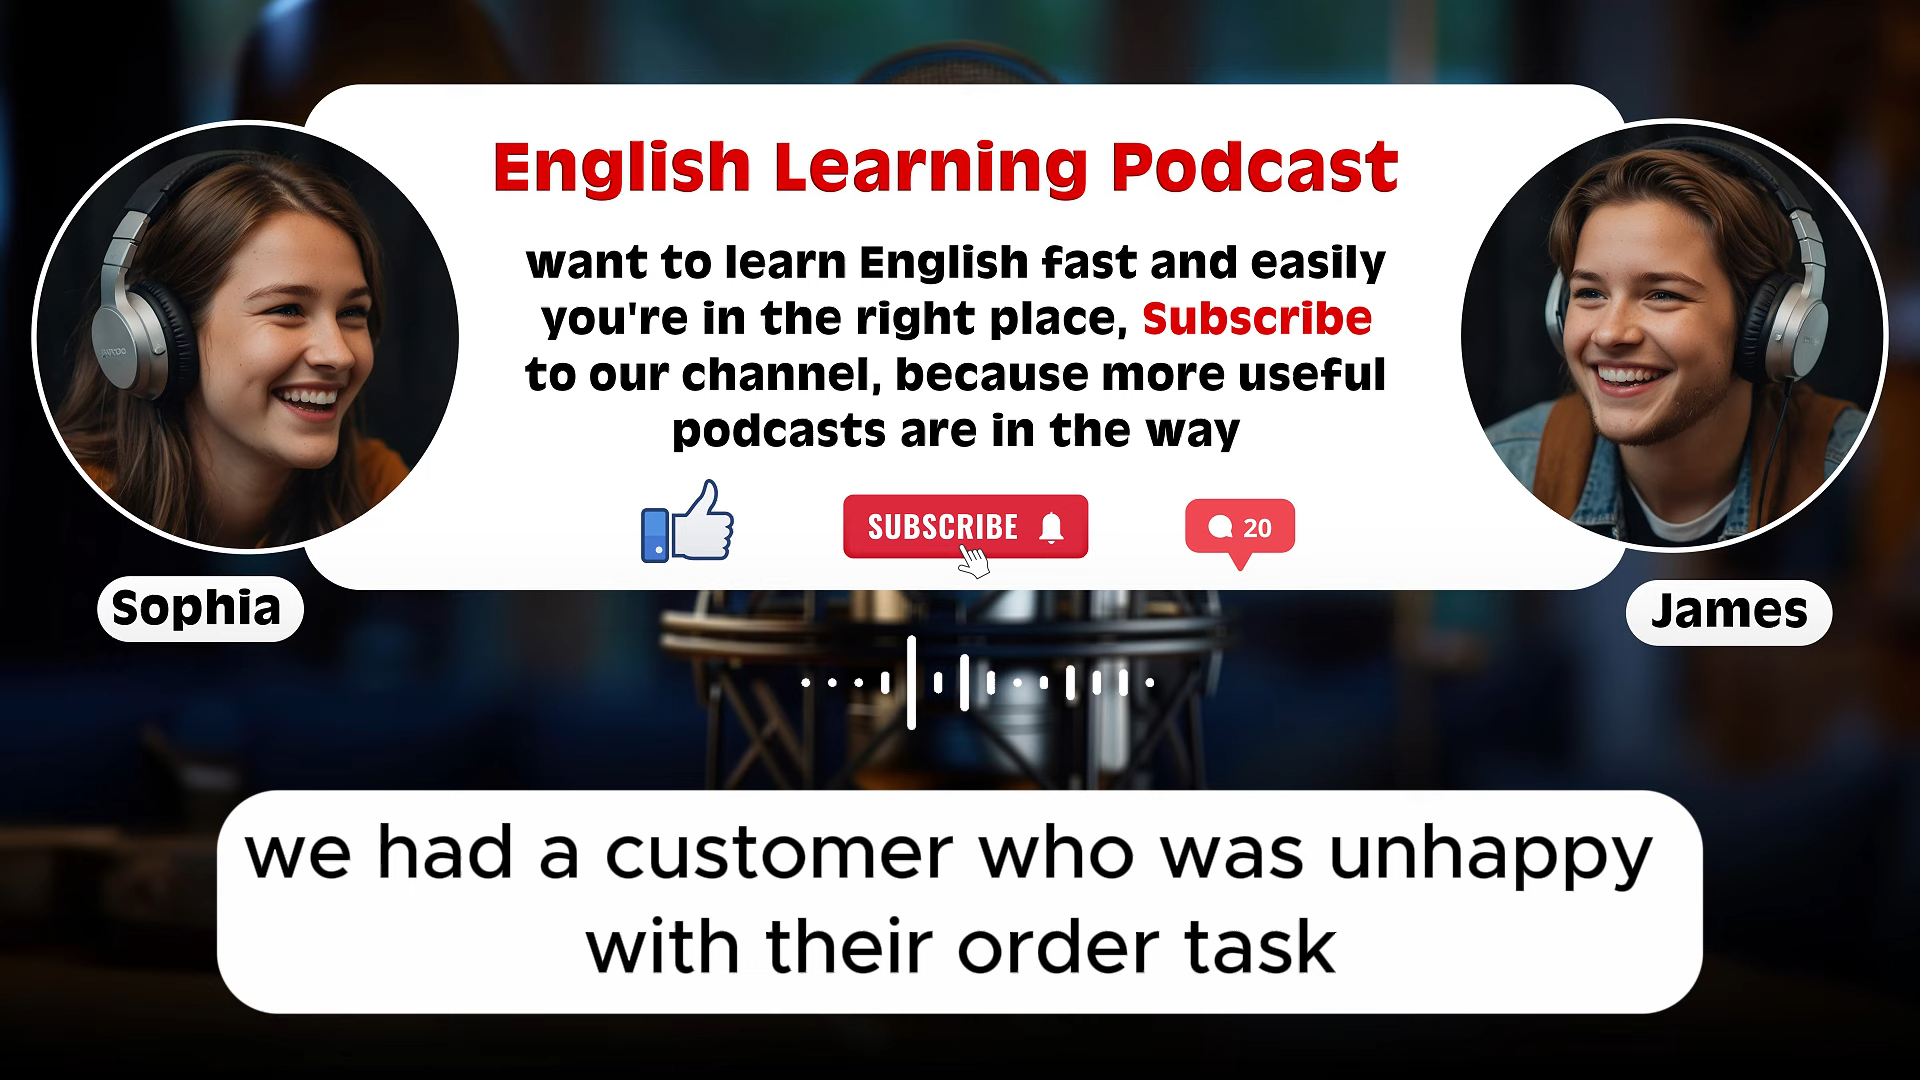 English Learning Podcast
want to learn English fast and easily
you're in the right place, Subscribe
to our channel, because more useful
podcasts are in the way
SUBSCRIBE
20
Sophia
James
we had a customer who was unhappy
with their order task